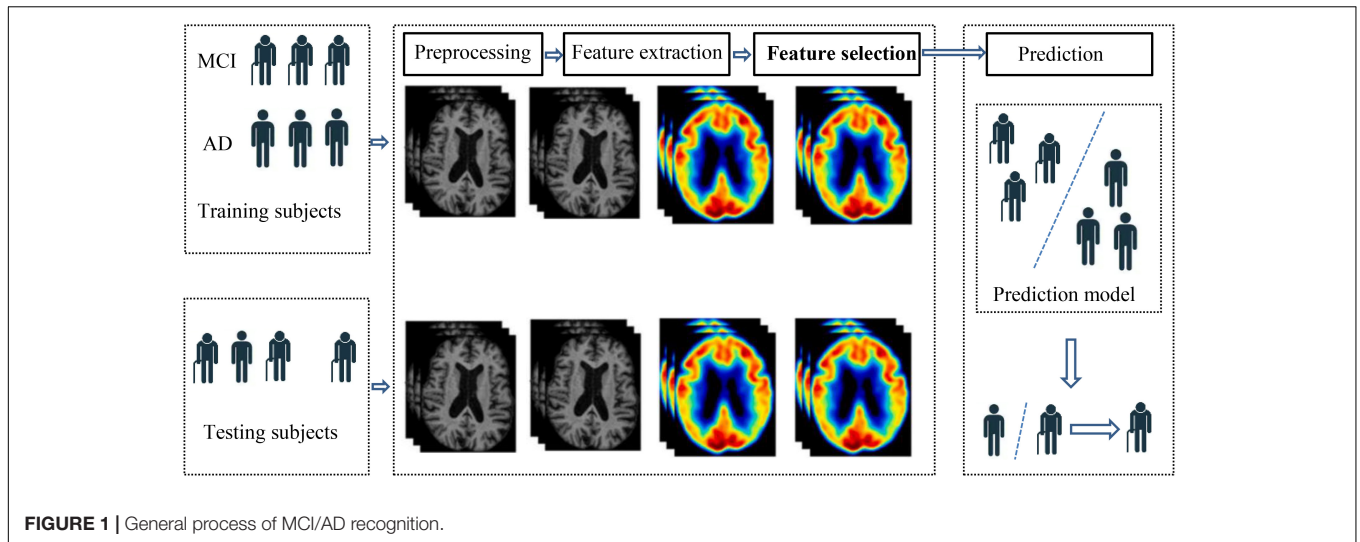 MCI
AD
Training subjects
Testing subjects
Preprocessing
Feature extraction
Feature selection
Prediction
Prediction model
FIGURE 1 | General process of MCI/AD recognition.